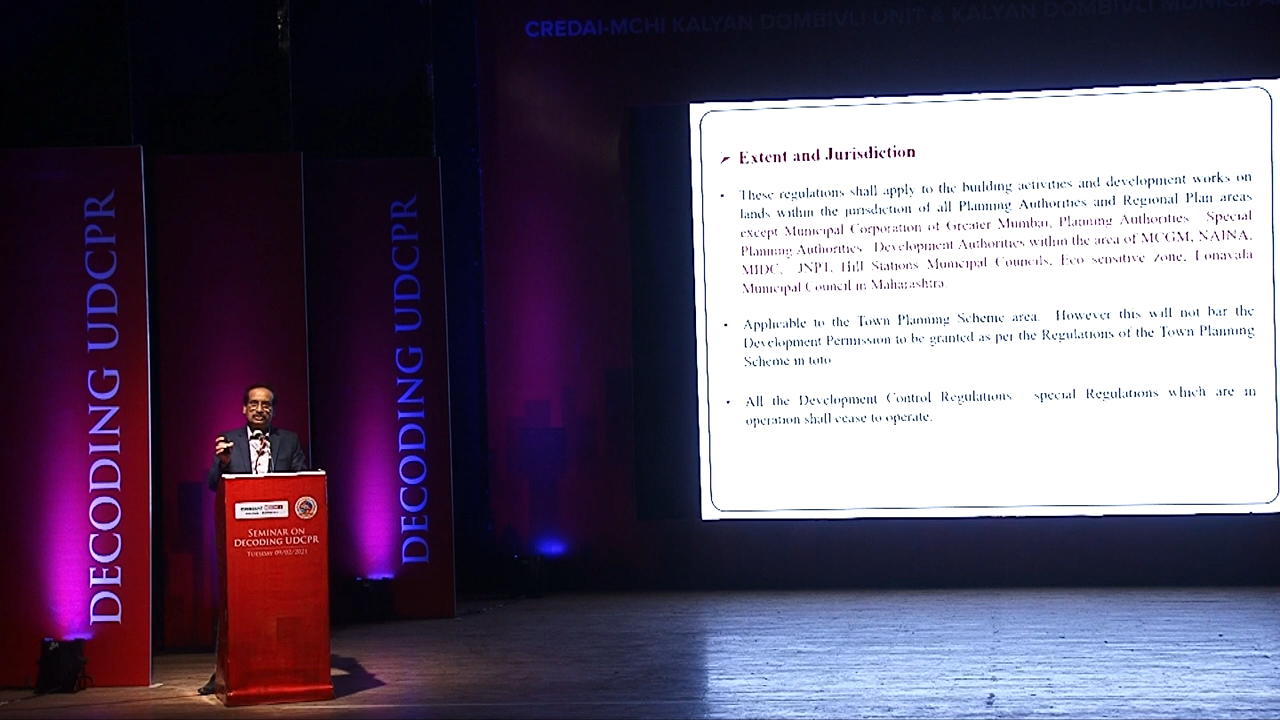 CREDAI-MCHI KALYAN DOMBIVLI UNIT & KALYAN DOMBIVLI
Extent and Jurisdiction
These regulations shall apply to the building activities and development works on
lands within the jurisdiction of all Planning Authorities and Regional Plan areas
except Municipal Corporation of Greater Mumbai, Planning Authorities Special
Planning Authorities Development Authorities within the area of MCGM, NAINA,
MIDC, JNPT, Hill Stations Municipal Councils, Eco sensitive zone, Lonavala
Municipal Council in Maharashtra.
Applicable to the Town Planning Scheme area. However this will not bar the
Development Permission to be granted as per the Regulations of the Town Planning
Scheme in toto
All the Development Control Regulations special Regulations which are in
operation shall cease to operate.
DECODING UDCPR
DECODING UDCPR
SEMINAR ON
DECODING UDCPR
TUESDAY 09/02/2021